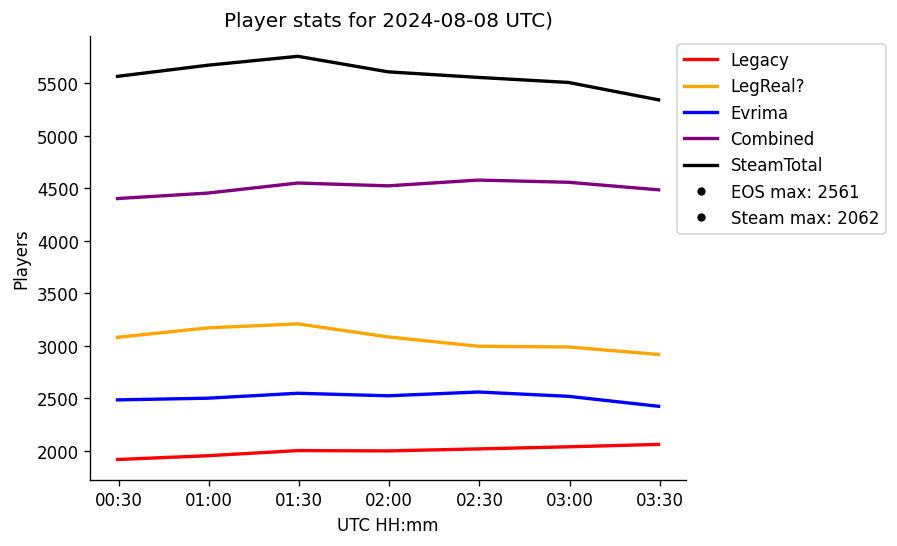 Player stats for 2024-08-08 UTC)
Legacy
LegReal?
Evrima
Combined
SteamTotal
EOS max: 2561
Steam max: 2062
Players
5500
5000
4500
4000
3500
3000
2500
2000
00:30 01:00 01:30 02:00 02:30 03:00 03:30
UTC HH:mm